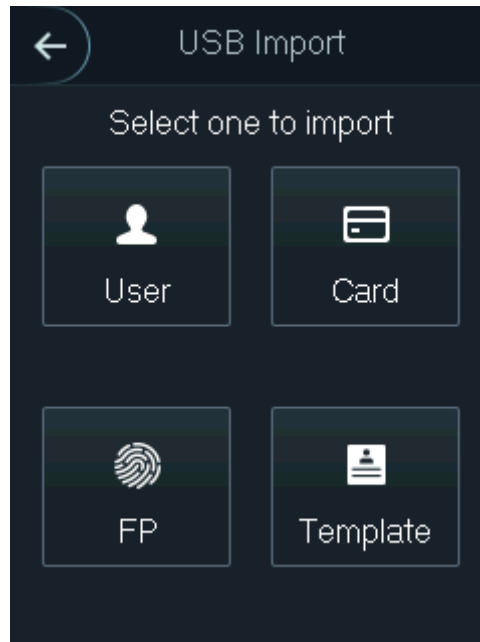 USB Import
Select one to import
User
Card
FP
Template